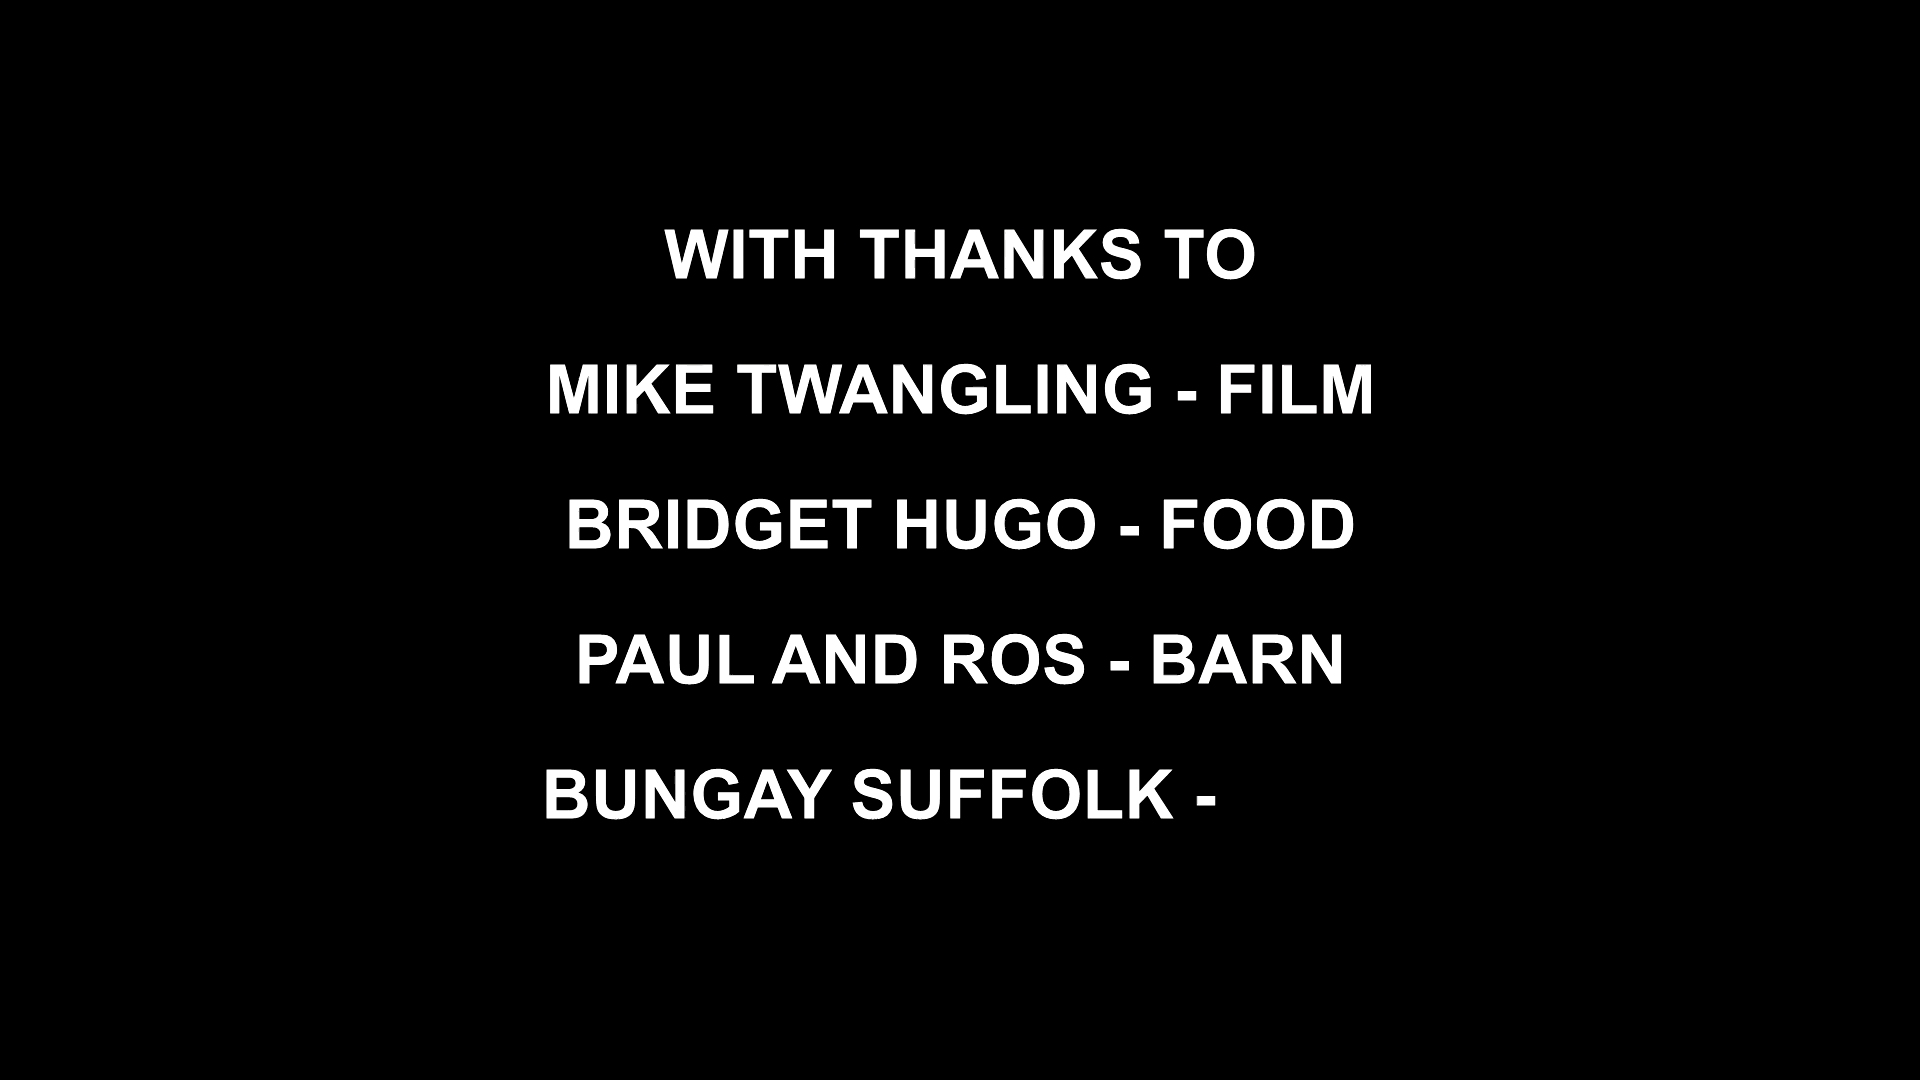 WITH THANKS TO
MIKE TWANGLING - FILM
BRIDGET HUGO - FOOD
PAUL AND ROS - BARN
BUNGAY SUFFOLK -